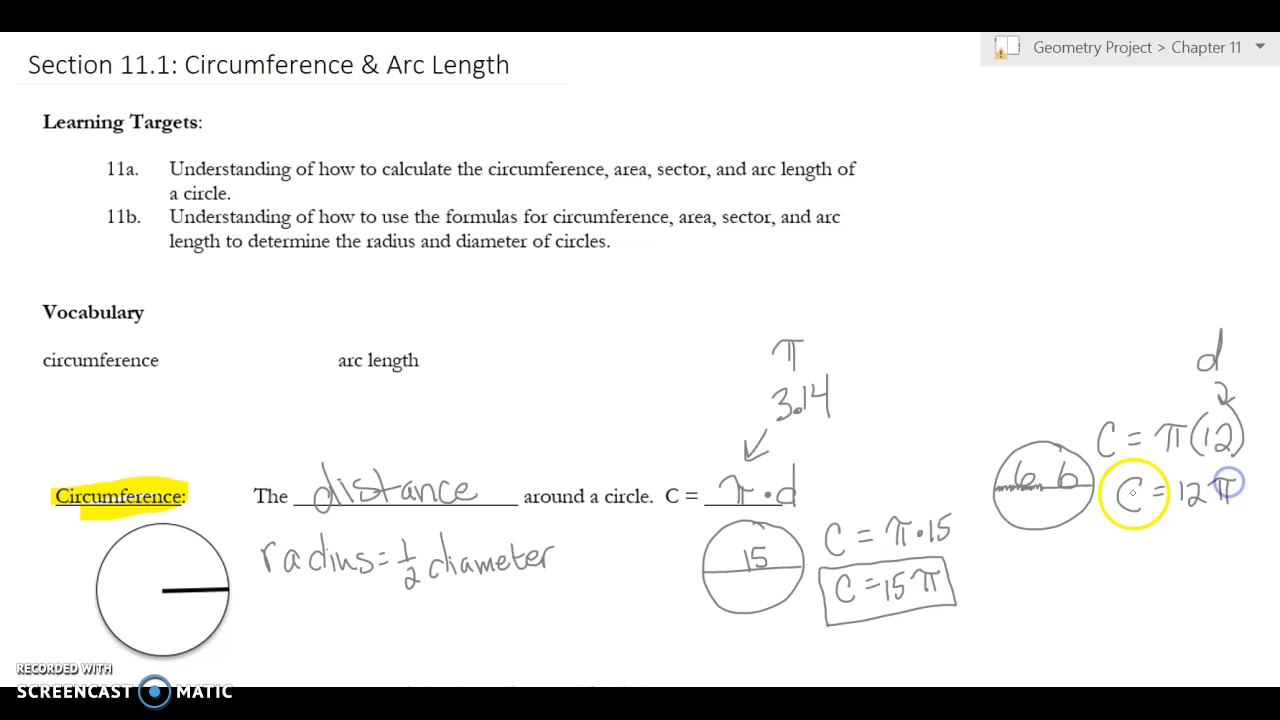 Geometry Project > Chapter 11
Section 11.1: Circumference & Arc Length
Learning Targets:
11a. Understanding of how to calculate the circumference, area, sector, and arc length of
a circle.
11b. Understanding of how to use the formulas for circumference, area, sector, and arc
length to determine the radius and diameter of circles.
Vocabulary
circumference arc length
π
3.14
d
C = π(12)
6 6
C = 12π
Circumference: The distance around a circle. C = π·d
radius = 1/2 diameter
15
C = π·15
C = 15π
RECORDED WITH
SCREENCAST MATIC